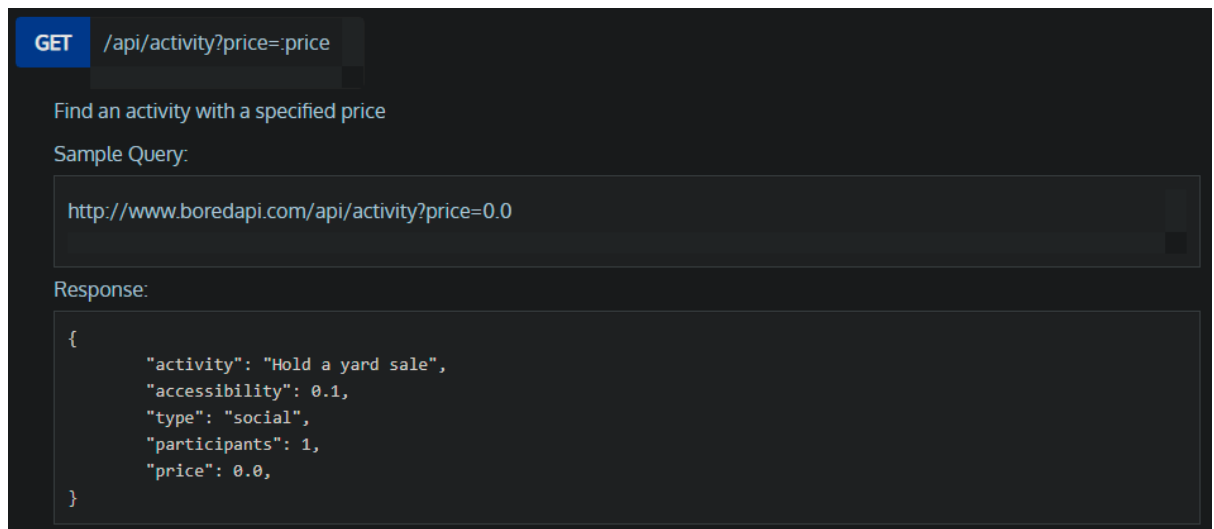 GET /api/activity?price=:price
Find an activity with a specified price
Sample Query:
http://www.boredapi.com/api/activity?price=0.0
Response:
{
"activity": "Hold a yard sale",
"accessibility": 0.1,
"type": "social",
"participants": 1,
"price": 0.0,
}